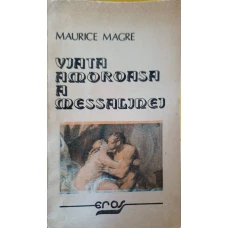 MAURICE MAGRE
VIATA
AMOROASA
A
MESSALINEI
EROS